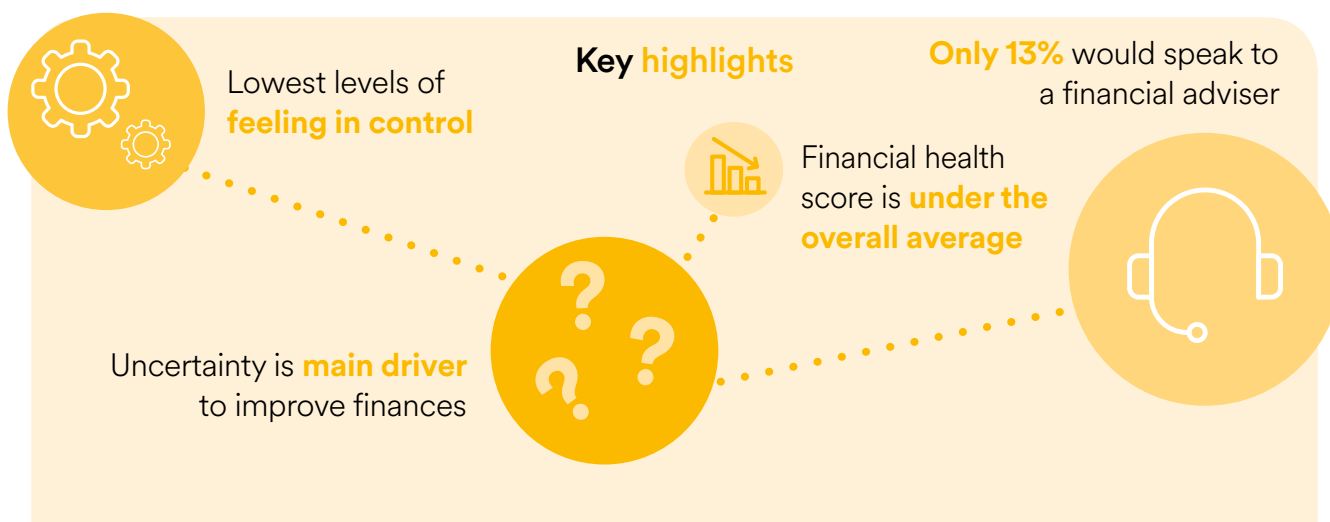 Key highlights
Lowest levels of
feeling in control
Only 13% would speak to
a financial adviser
Financial health
score is under the
overall average
Uncertainty is main driver
to improve finances